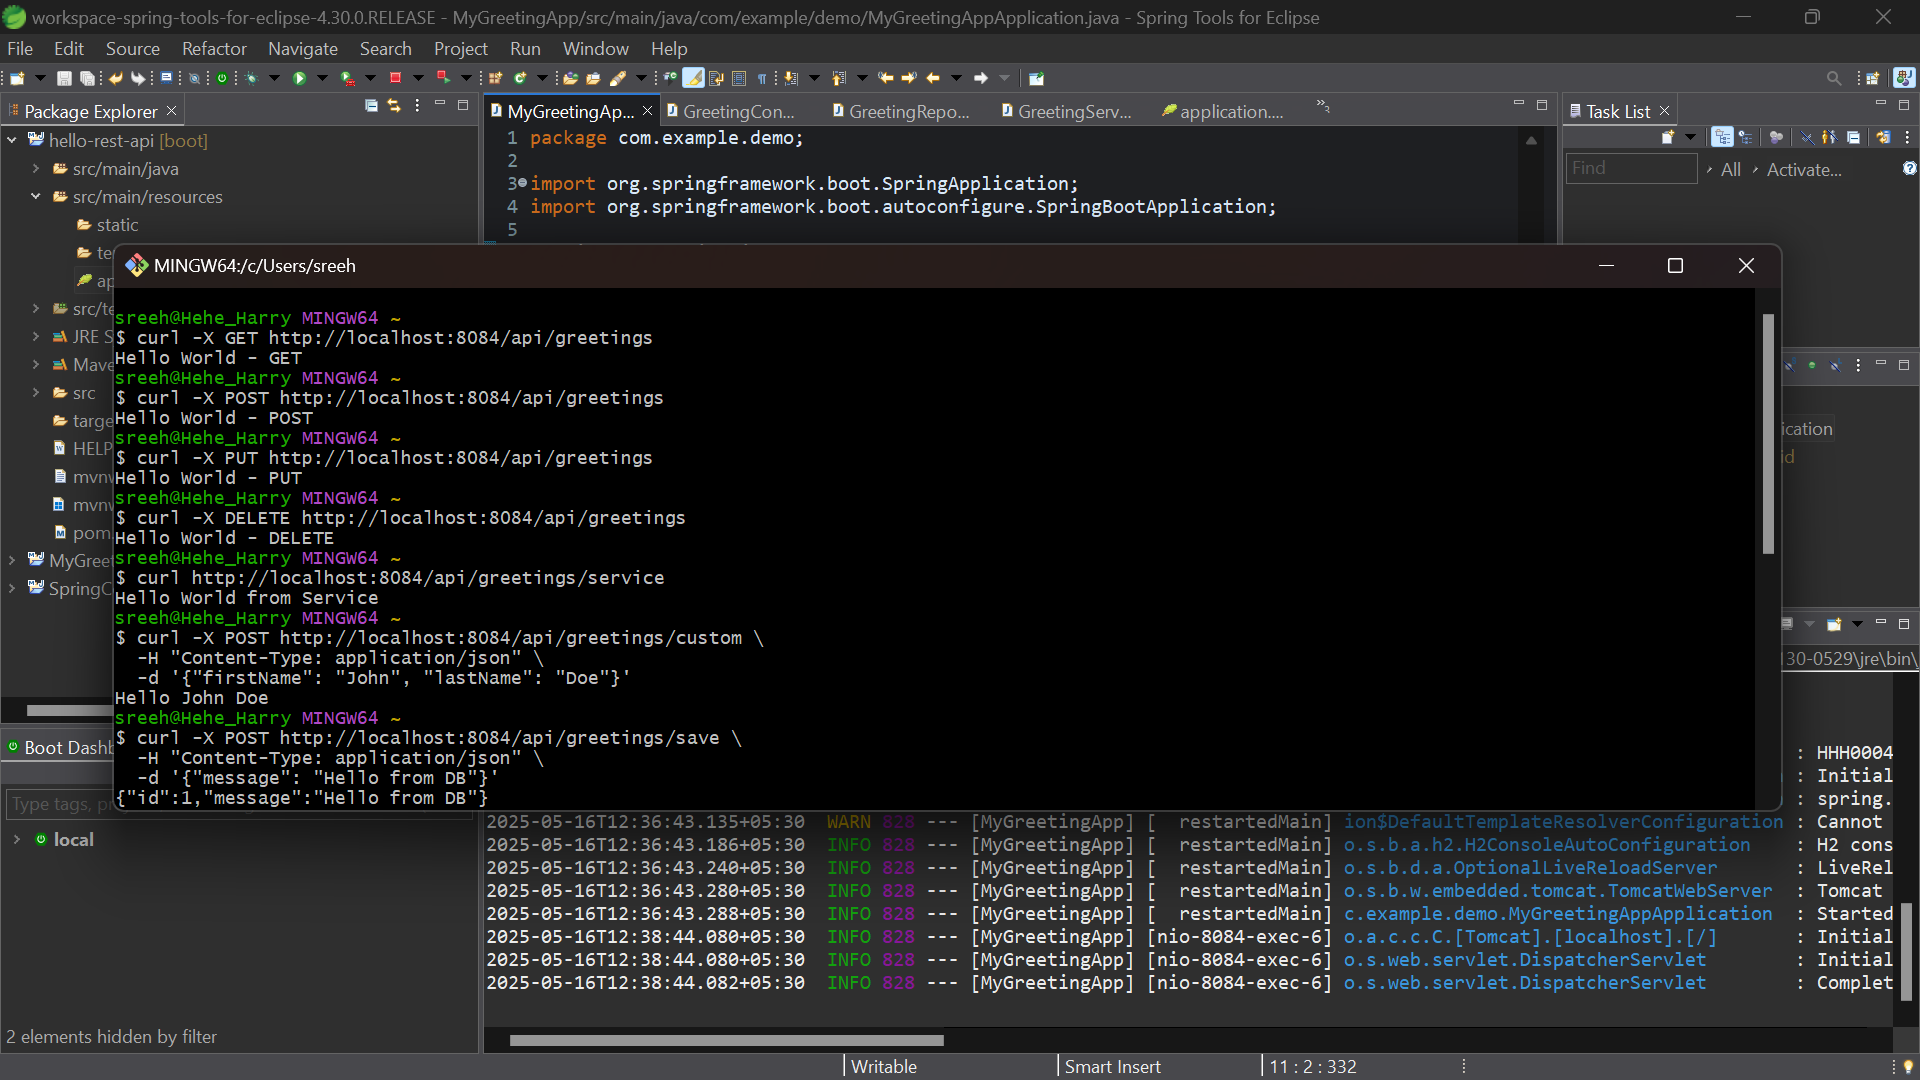 workspace-spring-tools-for-eclipse-4.30.0.RELEASE - MyGreetingApp/src/main/java/com/example/demo/MyGreetingAppApplication.java - Spring Tools for Eclipse
File Edit Source Refactor Navigate Search Project Run Window Help
Package Explorer
hello-rest-api [boot]
src/main/java
src/main/resources
static
te
ap
src/te
JRE S
Mave
src
targe
HELP
mvnw
mvnw
pom.
MyGreet
SpringC
MyGreetingAp... GreetingCon... GreetingRepo... GreetingServ... application.... 3
1 package com.example.demo;
2
3 import org.springframework.boot.SpringApplication;
4 import org.springframework.boot.autoconfigure.SpringBootApplication;
5
Task List
Find All Activate...
ication
id
30-0529\jre\bin\
MINGW64:/c/Users/sreeh
sreeh@Hehe_Harry MINGW64 ~
$ curl -X GET http://localhost:8084/api/greetings
Hello World - GET
sreeh@Hehe_Harry MINGW64 ~
$ curl -X POST http://localhost:8084/api/greetings
Hello World - POST
sreeh@Hehe_Harry MINGW64 ~
$ curl -X PUT http://localhost:8084/api/greetings
Hello World - PUT
sreeh@Hehe_Harry MINGW64 ~
$ curl -X DELETE http://localhost:8084/api/greetings
Hello World - DELETE
sreeh@Hehe_Harry MINGW64 ~
$ curl http://localhost:8084/api/greetings/service
Hello World from Service
sreeh@Hehe_Harry MINGW64 ~
$ curl -X POST http://localhost:8084/api/greetings/custom \
-H "Content-Type: application/json" \
-d '{"firstName": "John", "lastName": "Doe"}'
Hello John Doe
sreeh@Hehe_Harry MINGW64 ~
$ curl -X POST http://localhost:8084/api/greetings/save \
-H "Content-Type: application/json" \
-d '{"message": "Hello from DB"}'
{"id":1,"message":"Hello from DB"}
Boot Dashb
Type tags, pr
local
2 elements hidden by filter
: HHH0004
: Initial
: spring.
2025-05-16T12:36:43.135+05:30 WARN 828 --- [MyGreetingApp] [ restartedMain] ion$DefaultTemplateResolverConfiguration : Cannot
2025-05-16T12:36:43.186+05:30 INFO 828 --- [MyGreetingApp] [ restartedMain] o.s.b.a.h2.H2ConsoleAutoConfiguration : H2 cons
2025-05-16T12:36:43.240+05:30 INFO 828 --- [MyGreetingApp] [ restartedMain] o.s.b.d.a.OptionalLiveReloadServer : LiveRel
2025-05-16T12:36:43.280+05:30 INFO 828 --- [MyGreetingApp] [ restartedMain] o.s.b.w.embedded.tomcat.TomcatWebServer : Tomcat
2025-05-16T12:36:43.288+05:30 INFO 828 --- [MyGreetingApp] [ restartedMain] c.example.demo.MyGreetingAppApplication : Started
2025-05-16T12:38:44.080+05:30 INFO 828 --- [MyGreetingApp] [nio-8084-exec-6] o.a.c.c.C.[Tomcat].[localhost].[/] : Initial
2025-05-16T12:38:44.080+05:30 INFO 828 --- [MyGreetingApp] [nio-8084-exec-6] o.s.web.servlet.DispatcherServlet : Initial
2025-05-16T12:38:44.082+05:30 INFO 828 --- [MyGreetingApp] [nio-8084-exec-6] o.s.web.servlet.DispatcherServlet : Complet
Writable Smart Insert 11 : 2 : 332